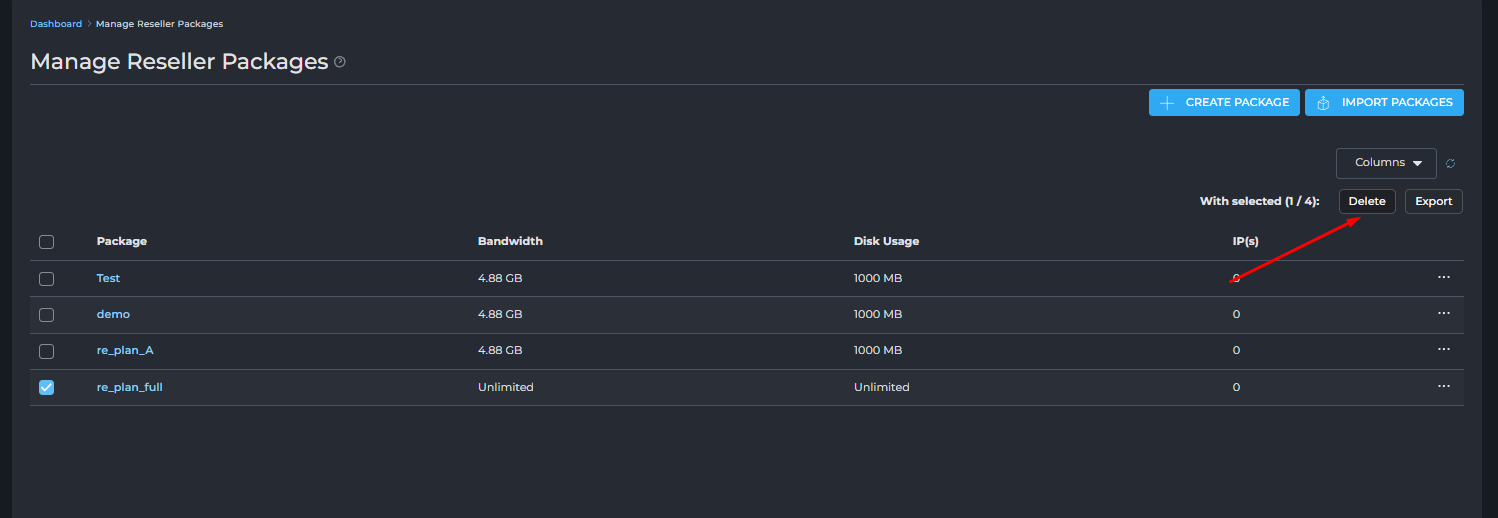 Dashboard > Manage Reseller Packages
Manage Reseller Packages ?
CREATE PACKAGE IMPORT PACKAGES
Columns
With selected (1 / 4): Delete Export
Package Bandwidth Disk Usage IP(s)
Test 4.88 GB 1000 MB 0 ...
demo 4.88 GB 1000 MB 0 ...
re_plan_A 4.88 GB 1000 MB 0 ...
re_plan_full Unlimited Unlimited 0 ...